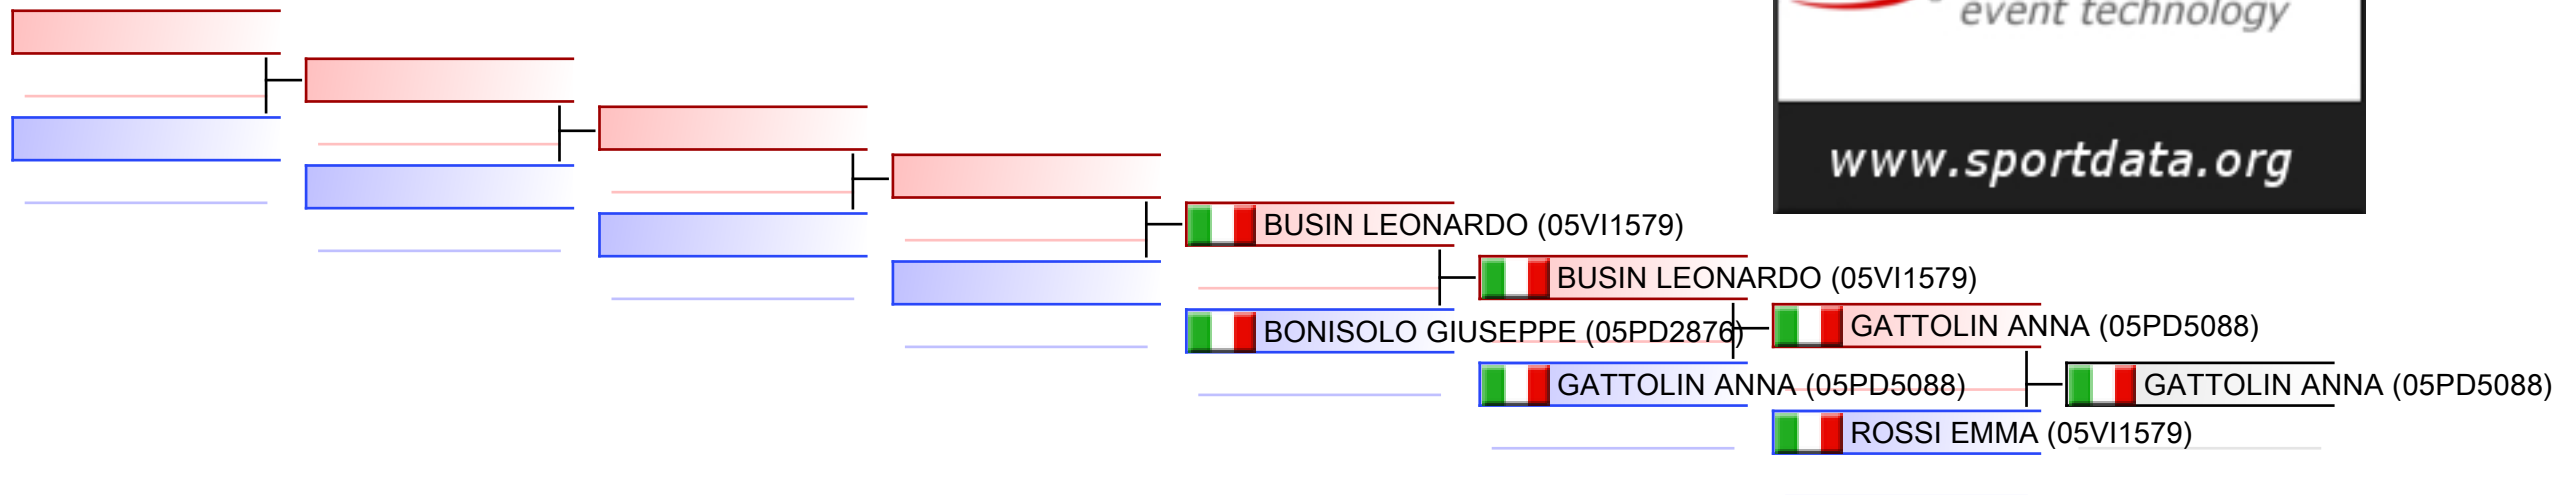 event technology
www.sportdata.org
BUSIN LEONARDO (05VI1579)
BUSIN LEONARDO (05VI1579)
BONISOLO GIUSEPPE (05PD2876)
GATTOLIN ANNA (05PD5088)
GATTOLIN ANNA (05PD5088)
GATTOLIN ANNA (05PD5088)
ROSSI EMMA (05VI1579)